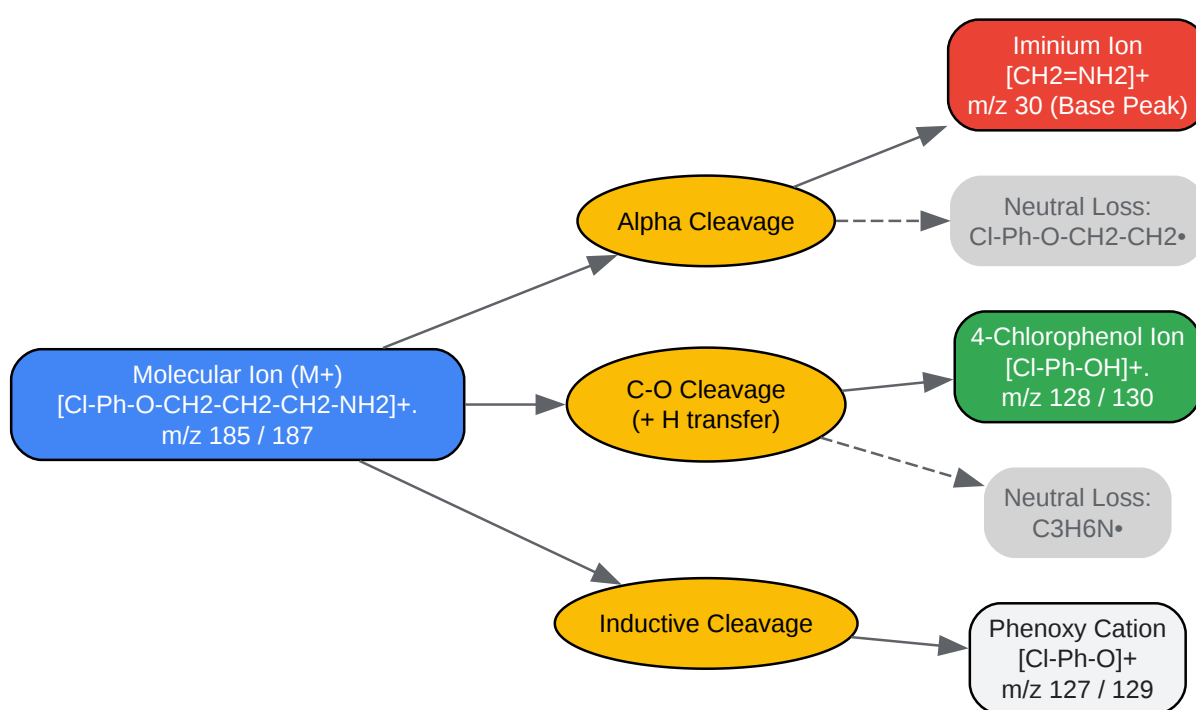 Iminium Ion
[CH2=NH2]+
m/z 30 (Base Peak)
Alpha Cleavage
Neutral Loss:
Cl-Ph-O-CH2-CH2•
Molecular Ion (M+)
[Cl-Ph-O-CH2-CH2-CH2-NH2]+.
m/z 185 / 187
C-O Cleavage
(+ H transfer)
4-Chlorophenol Ion
[Cl-Ph-OH]+.
m/z 128 / 130
Neutral Loss:
C3H6N•
Inductive Cleavage
Phenoxy Cation
[Cl-Ph-O]+
m/z 127 / 129